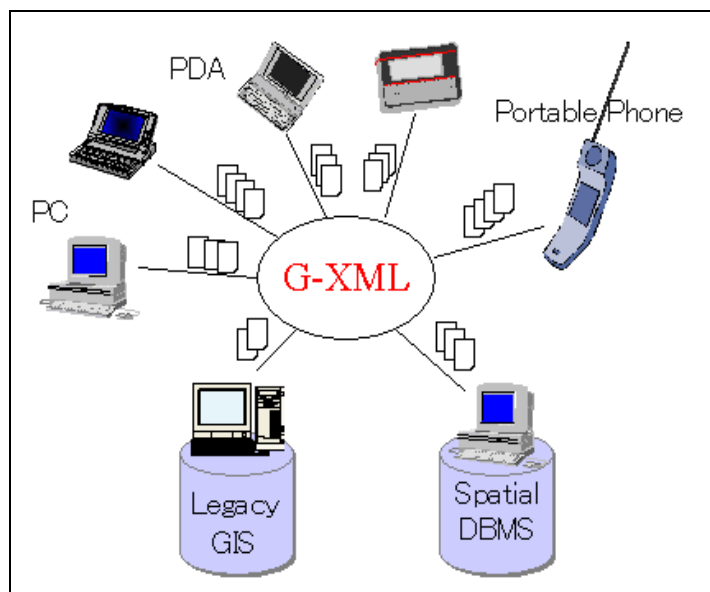 PDA
Portable Phone
PC
G-XML
Legacy
GIS
Spatial
DBMS